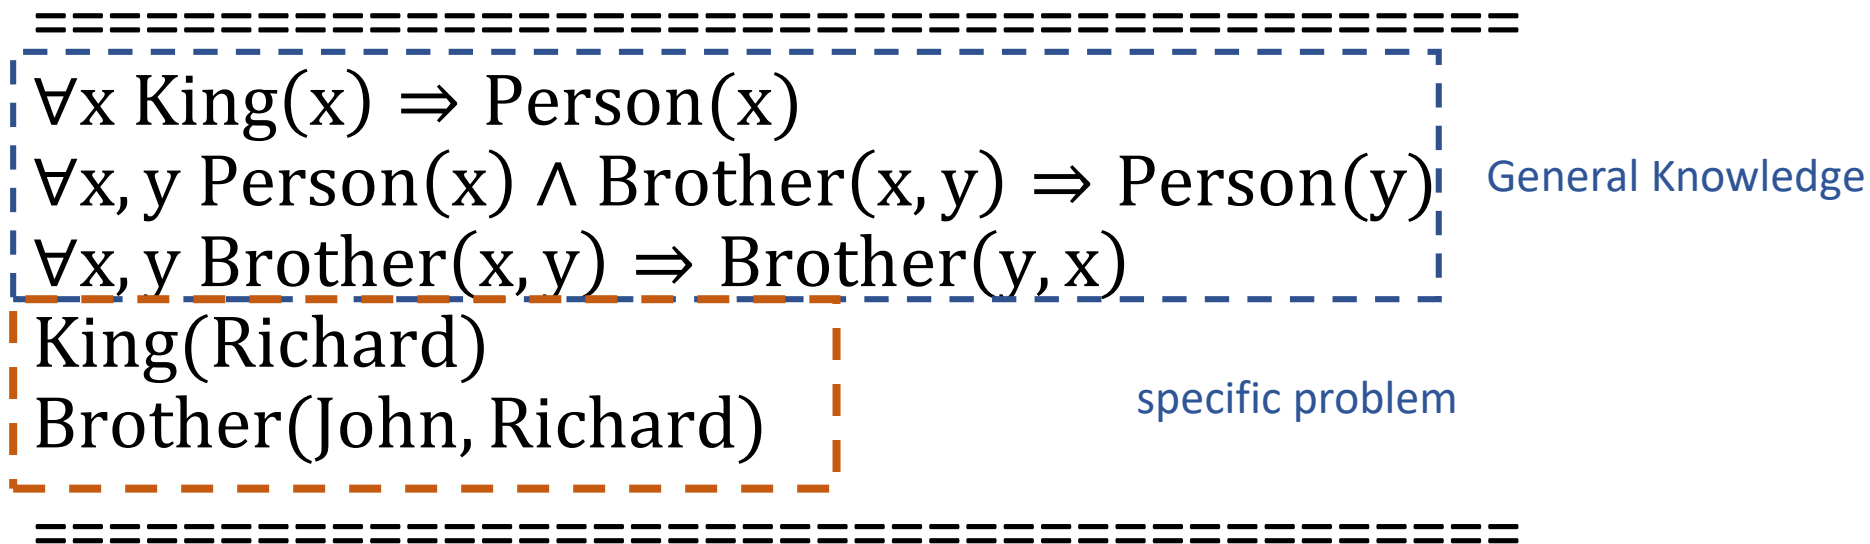 ========================================
∀x King(x) ⇒ Person(x)
∀x, y Person(x) ∧ Brother(x, y) ⇒ Person(y)
General Knowledge
∀x, y Brother(x, y) ⇒ Brother(y, x)
King(Richard)
specific problem
Brother(John, Richard)
========================================